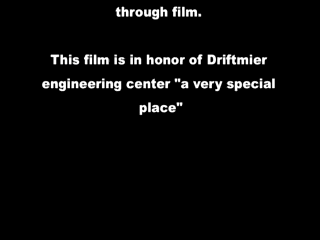 through film.
This film is in honor of Driftmier
engineering center "a very special
place"